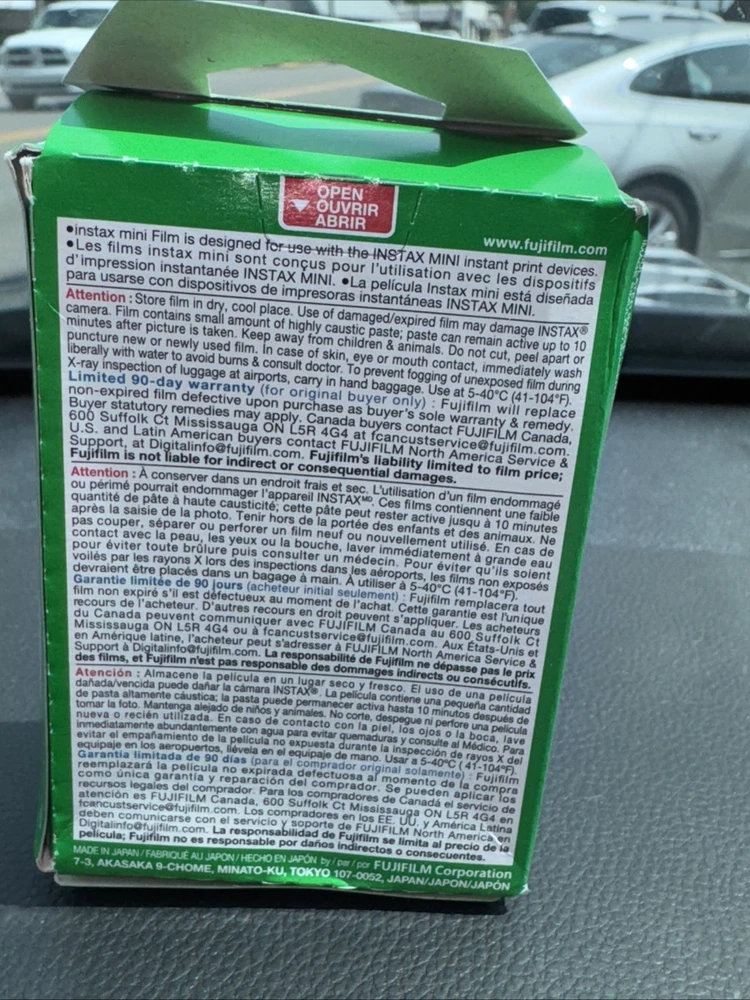 OPEN
OUVRIR
ABRIR
www.fujifilm.com
•instax mini Film is designed for use with the INSTAX MINI instant print devices.
•Les films instax mini sont conçus pour l'utilisation avec les dispositifs
d'impression instantanée INSTAX MINI. •La película Instax mini está diseñada
para usarse con dispositivos de impresoras instantáneas INSTAX MINI.
Attention : Store film in dry, cool place. Use of damaged/expired film may damage INSTAX®
camera. Film contains small amount of highly caustic paste; paste can remain active up to 10
minutes after picture is taken. Keep away from children & animals. Do not cut, peel apart or
puncture new or newly used film. In case of skin, eye or mouth contact, immediately wash
liberally with water to avoid burns & consult doctor. To prevent fogging of unexposed film during
X-ray inspection of luggage at airports, carry in hand baggage. Use at 5-40°C (41-104°F).
Limited 90-day warranty (for original buyer only) : Fujifilm will replace
non-expired film defective upon purchase as buyer's sole warranty & remedy.
Buyer statutory remedies may apply. Canada buyers contact FUJIFILM Canada,
600 Suffolk Ct Mississauga ON L5R 4G4 at fcancustservice@fujifilm.com.
U.S. and Latin American buyers contact FUJIFILM North America Service &
Support, at Digitalinfo@fujifilm.com. Fujifilm's liability limited to film price;
Fujifilm is not liable for indirect or consequential damages.
Attention : À conserver dans un endroit frais et sec. L'utilisation d'un film endommagé
ou périmé pourrait endommager l'appareil INSTAXᴹᴰ. Ces films contiennent une faible
quantité de pâte à haute causticité; cette pâte peut rester active jusqu à 10 minutes
après la saisie de la photo. Tenir hors de la portée des enfants et des animaux. Ne
pas couper, séparer ou perforer un film neuf ou nouvellement utilisé. En cas de
contact avec la peau, les yeux ou la bouche, laver immédiatement à grande eau
pour éviter toute brûlure puis consulter un médecin. Pour éviter qu'ils soient
voilés par les rayons X lors des inspections dans les aéroports, les films non exposés
devraient être placés dans un bagage à main. À utiliser à 5-40°C (41-104°F).
Garantie limitée de 90 jours (acheteur initial seulement) : Fujifilm remplacera tout
film non expiré s'il est défectueux au moment de l'achat. Cette garantie est l'unique
recours de l'acheteur. D'autres recours en droit peuvent s'appliquer. Les acheteurs
du Canada peuvent communiquer avec FUJIFILM Canada au 600 Suffolk Ct
Mississauga ON L5R 4G4 ou à fcancustservice@fujifilm.com. Aux États-Unis et
en Amérique latine, l'acheteur peut s'adresser à FUJIFILM North America Service &
Support à Digitalinfo@fujifilm.com. La responsabilité de Fujifilm ne dépasse pas le prix
des films, et Fujifilm n'est pas responsable des dommages indirects ou consécutifs.
Atención : Almacene la película en un lugar seco y fresco. El uso de una película
dañada/vencida puede dañar la cámara INSTAX®. La película contiene una pequeña cantidad
de pasta altamente cáustica; la pasta puede permanecer activa hasta 10 minutos después de
tomar la foto. Mantenga alejado de niños y animales. No corte, despegue ni perfore una película
nueva o recién utilizada. En caso de contacto con la piel, los ojos o la boca, lave
inmediatamente abundantemente con agua para evitar quemaduras y consulte al Médico. Para
evitar el empañamiento de la película no expuesta durante la inspección de rayos X del
equipaje en los aeropuertos, llévela en el equipaje de mano. Usar a 5-40°C (41-104°F).
Garantía limitada de 90 días (para el comprador original solamente) : Fujifilm
reemplazará la película no expirada defectuosa al momento de la compra
como única garantía y reparación del comprador. Se pueden aplicar los
recursos legales del comprador. Para los compradores de Canadá el servicio de
atención es FUJIFILM Canada, 600 Suffolk Ct Mississauga ON L5R 4G4 en
fcancustservice@fujifilm.com. Los compradores en los EE. UU. y América Latina
deben comunicarse con el servicio y soporte de FUJIFILM North America en
Digitalinfo@fujifilm.com. La responsabilidad de Fujifilm se limita al precio de la
película; Fujifilm no es responsable por daños indirectos o consecuentes.
MADE IN JAPAN / FABRIQUÉ AU JAPON / HECHO EN JAPÓN by / par / por FUJIFILM Corporation
7-3, AKASAKA 9-CHOME, MINATO-KU, TOKYO 107-0052, JAPAN/JAPON/JAPÓN